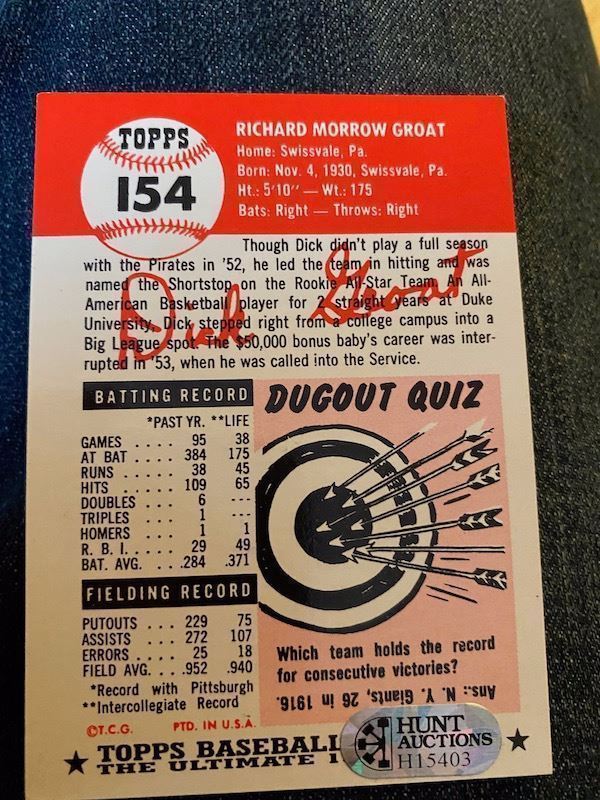 TOPPS
154
RICHARD MORROW GROAT
Home: Swissvale, Pa.
Born: Nov. 4, 1930, Swissvale, Pa.
Ht.: 5'10" — Wt.: 175
Bats: Right — Throws: Right
Though Dick didn't play a full season
with the Pirates in '52, he led the team in hitting and was
named the Shortstop on the Rookie All-Star Team. An All-
American Basketball player for 2 straight years at Duke
University, Dick stepped right from a college campus into a
Big League spot. The $50,000 bonus baby's career was inter-
rupted in '53, when he was called into the Service.
Dick Groat
BATTING RECORD
*PAST YR. **LIFE
GAMES .... 95 38
AT BAT .... 384 175
RUNS .... 38 45
HITS .... 109 65
DOUBLES ... 6 ---
TRIPLES ... 1 ---
HOMERS ... 1 1
R. B. I. .... 29 49
BAT. AVG. ... .284 .371
FIELDING RECORD
PUTOUTS ... 229 75
ASSISTS ... 272 107
ERRORS ... 25 18
FIELD AVG. ... .952 .940
*Record with Pittsburgh
**Intercollegiate Record
DUGOUT QUIZ
Which team holds the record
for consecutive victories?
Ans.: N. Y. Giants, 26 in 1916.
©T.C.G. PTD. IN U.S.A.
★ TOPPS BASEBALL ★
THE ULTIMATE
HUNT
AUCTIONS
H15403